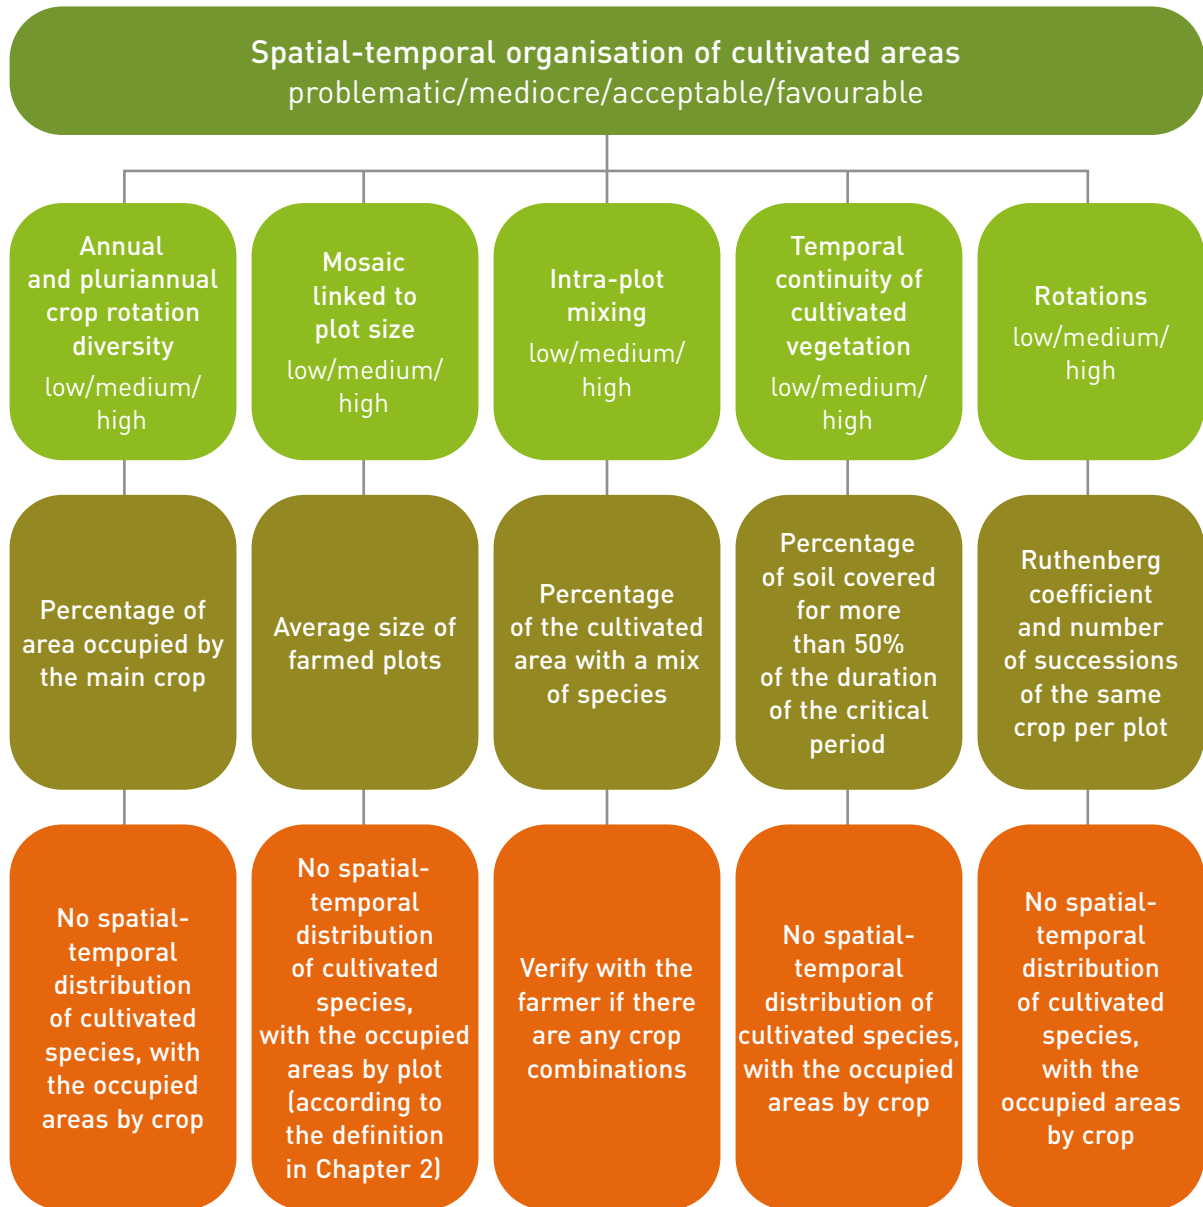 Spatial-temporal organisation of cultivated areas
problematic/mediocre/acceptable/favourable
Annual
and pluriannual
crop rotation
diversity
low/medium/
high
Mosaic
linked to
plot size
low/medium/
high
Intra-plot
mixing
low/medium/
high
Temporal
continuity of
cultivated
vegetation
low/medium/
high
Rotations
low/medium/
high
Percentage of
area occupied by
the main crop
Average size of
farmed plots
Percentage
of the cultivated
area with a mix
of species
Percentage
of soil covered
for more
than 50%
of the duration
of the critical
period
Ruthenberg
coefficient
and number
of successions
of the same
crop per plot
No spatial-
temporal
distribution
of cultivated
species, with
the occupied
areas by crop
No spatial-
temporal
distribution
of cultivated
species,
with the occupied
areas by plot
(according to
the definition
in Chapter 2)
Verify with the
farmer if there
are any crop
combinations
No spatial-
temporal
distribution of
cultivated species,
with the occupied
areas by crop
No spatial-
temporal
distribution
of cultivated
species,
with the
occupied areas
by crop